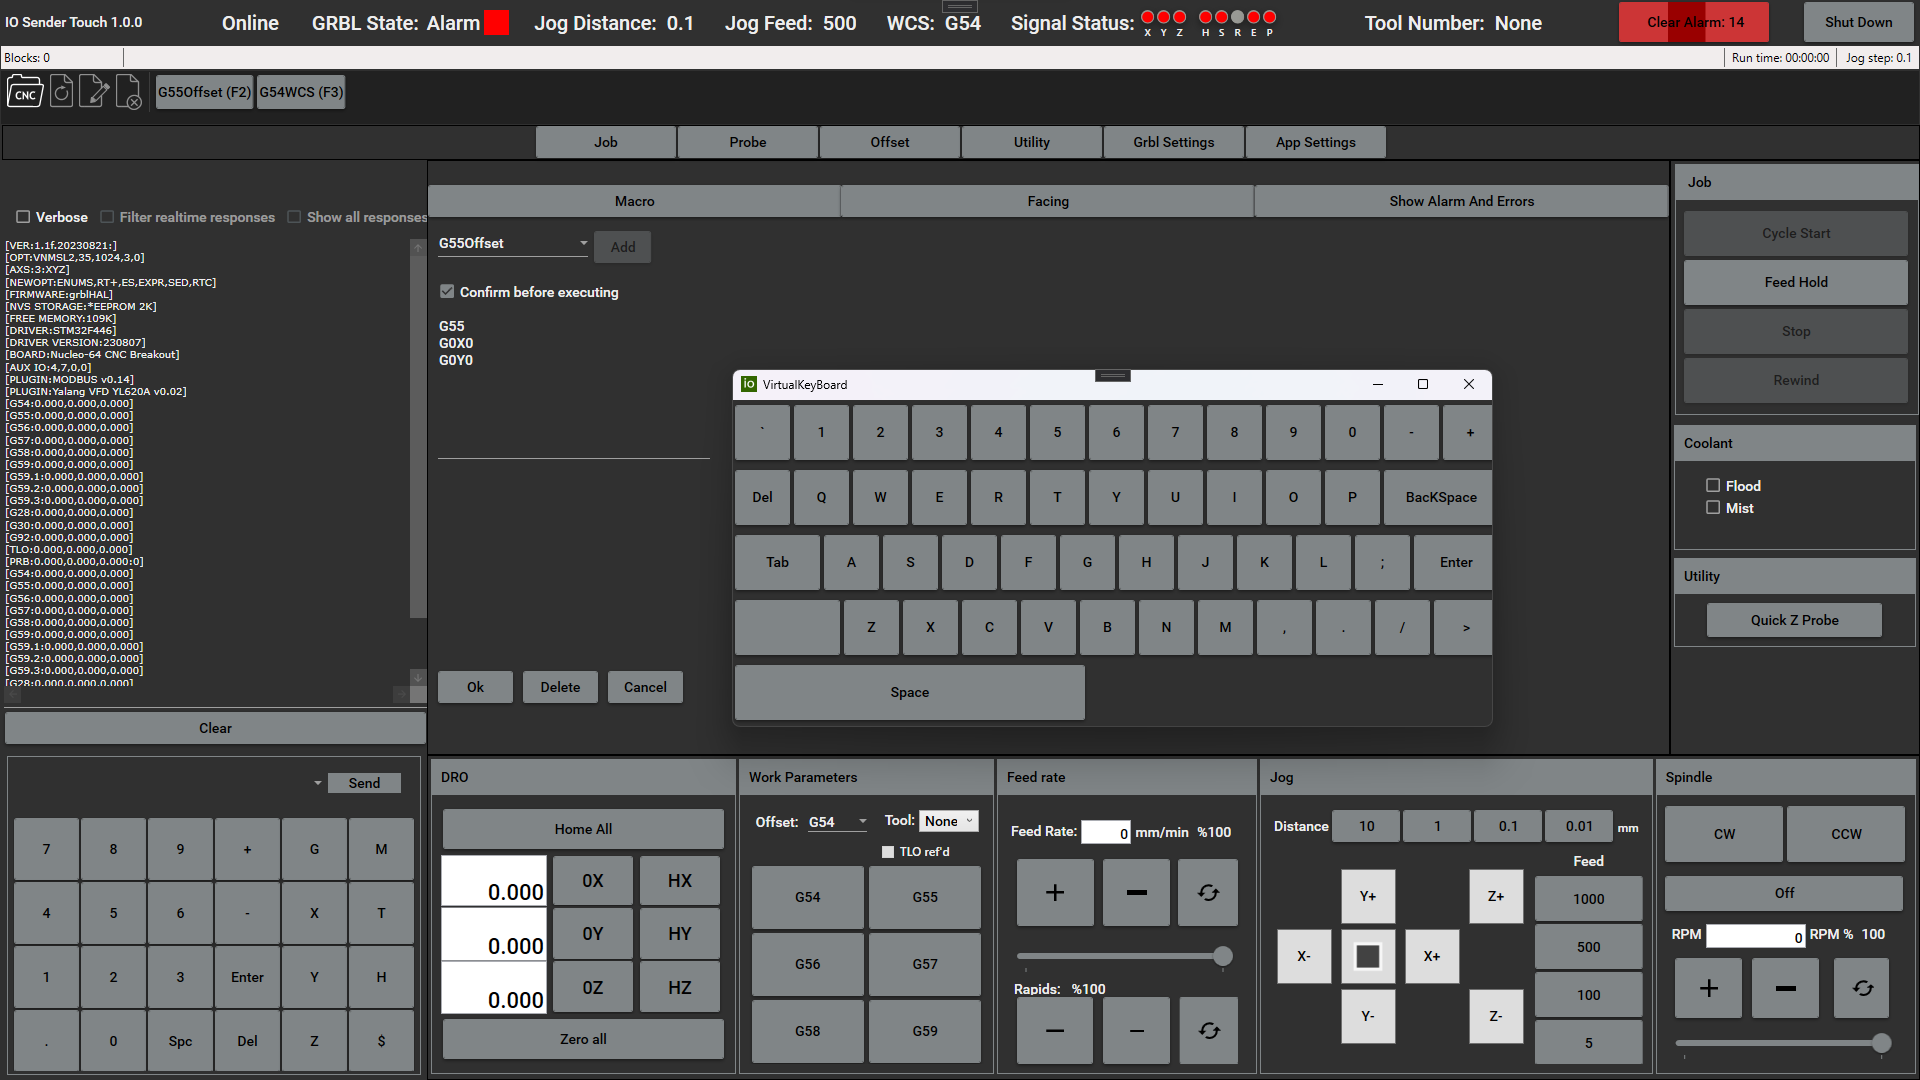 IO Sender Touch 1.0.0
Online
GRBL State: Alarm
Jog Distance: 0.1
Jog Feed: 500
WCS: G54
Signal Status:
X Y Z H S R E P
Tool Number: None
Clear Alarm: 14
Shut Down
Blocks: 0
Run time: 00:00:00
Jog step: 0.1
CNC
G55Offset (F2)
G54WCS (F3)
Job
Probe
Offset
Utility
Grbl Settings
App Settings
Verbose
Filter realtime responses
Show all responses
[VER:1.1f.20230821:]
[OPT:VNMSL2,35,1024,3,0]
[AXS:3:XYZ]
[NEWOPT:ENUMS,RT+,ES,EXPR,SED,RTC]
[FIRMWARE:grblHAL]
[NVS STORAGE:*EEPROM 2K]
[FREE MEMORY:109K]
[DRIVER:STM32F446]
[DRIVER VERSION:230807]
[BOARD:Nucleo-64 CNC Breakout]
[AUX IO:4,7,0,0]
[PLUGIN:MODBUS v0.14]
[PLUGIN:Yalang VFD YL620A v0.02]
[G54:0.000,0.000,0.000]
[G55:0.000,0.000,0.000]
[G56:0.000,0.000,0.000]
[G57:0.000,0.000,0.000]
[G58:0.000,0.000,0.000]
[G59:0.000,0.000,0.000]
[G59.1:0.000,0.000,0.000]
[G59.2:0.000,0.000,0.000]
[G59.3:0.000,0.000,0.000]
[G28:0.000,0.000,0.000]
[G30:0.000,0.000,0.000]
[G92:0.000,0.000,0.000]
[TLO:0.000,0.000,0.000]
[PRB:0.000,0.000,0.000:0]
[G54:0.000,0.000,0.000]
[G55:0.000,0.000,0.000]
[G56:0.000,0.000,0.000]
[G57:0.000,0.000,0.000]
[G58:0.000,0.000,0.000]
[G59:0.000,0.000,0.000]
[G59.1:0.000,0.000,0.000]
[G59.2:0.000,0.000,0.000]
[G59.3:0.000,0.000,0.000]
[G28:0.000,0.000,0.000]
Clear
Macro
Facing
Show Alarm And Errors
G55Offset
Add
Confirm before executing
G55
G0X0
G0Y0
Ok
Delete
Cancel
io VirtualKeyBoard
` 1 2 3 4 5 6 7 8 9 0 - +
Del Q W E R T Y U I O P BacKSpace
Tab A S D F G H J K L ; Enter
Z X C V B N M , . / >
Space
Job
Cycle Start
Feed Hold
Stop
Rewind
Coolant
Flood
Mist
Utility
Quick Z Probe
Send
7 8 9 + G M
4 5 6 - X T
1 2 3 Enter Y H
. 0 Spc Del Z $
DRO
Home All
0.000 0X HX
0.000 0Y HY
0.000 0Z HZ
Zero all
Work Parameters
Offset: G54
Tool: None
TLO ref'd
G54 G55
G56 G57
G58 G59
Feed rate
Feed Rate: 0 mm/min %100
Rapids: %100
Jog
Distance 10 1 0.1 0.01 mm
Feed
Y+ Z+ 1000
500
X- X+
100
Y- Z-
5
Spindle
CW CCW
Off
RPM 0 RPM % 100